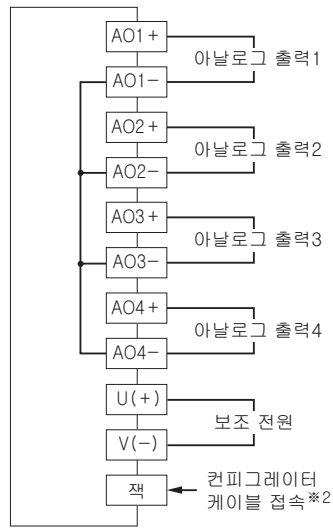 AO1+
아날로그 출력1
AO1−
AO2+
아날로그 출력2
AO2−
AO3+
아날로그 출력3
AO3−
AO4+
아날로그 출력4
AO4−
U(+)
보조 전원
V(−)
잭
컨피그레이터
케이블 접속※2